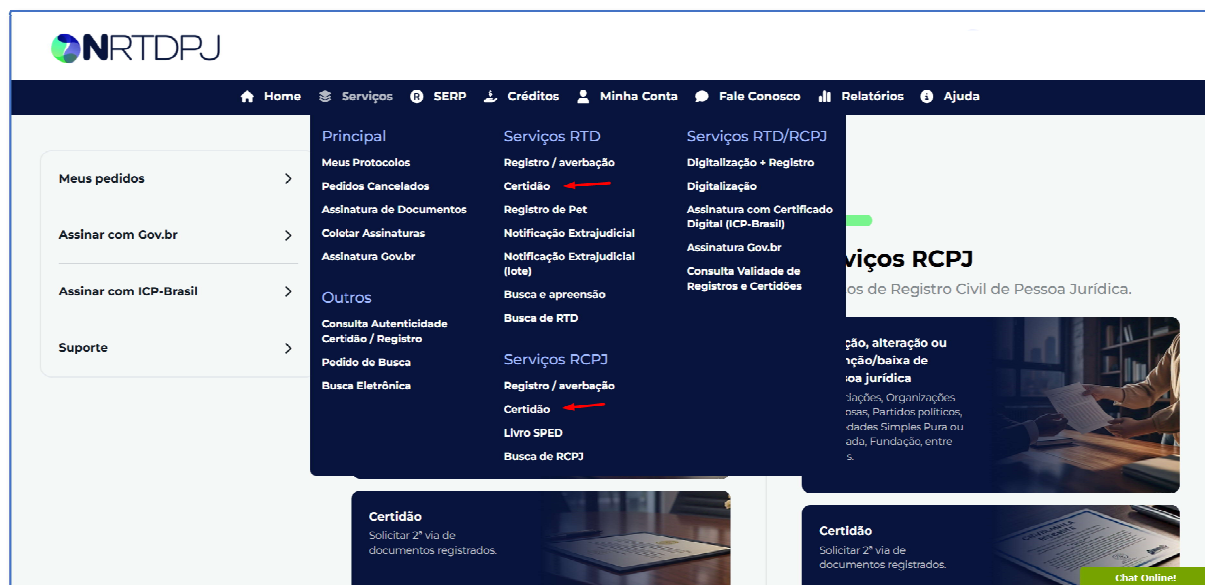 NRTDPJ
Home Serviços SERP Créditos Minha Conta Fale Conosco Relatórios Ajuda
Meus pedidos
Assinar com Gov.br
Assinar com ICP-Brasil
Suporte
Principal
Meus Protocolos
Pedidos Cancelados
Assinatura de Documentos
Coletar Assinaturas
Assinatura Gov.br
Outros
Consulta Autenticidade
Certidão / Registro
Pedido de Busca
Busca Eletrônica
Serviços RTD
Registro / averbação
Certidão
Registro de Pet
Notificação Extrajudicial
Notificação Extrajudicial
(lote)
Busca e apreensão
Busca de RTD
Serviços RCPJ
Registro / averbação
Certidão
Livro SPED
Busca de RCPJ
Serviços RTD/RCPJ
Digitalização + Registro
Digitalização
Assinatura com Certificado
Digital (ICP-Brasil)
Assinatura Gov.br
Consulta Validade de
Registros e Certidões
viços RCPJ
os de Registro Civil de Pessoa Jurídica.
ção, alteração ou
nção/baixa de
soa jurídica
dações, Organizações
osas, Partidos políticos,
edades Simples Pura ou
ada, Fundação, entre
s.
Certidão
Solicitar 2ª via de
documentos registrados.
Certidão
Solicitar 2ª via de
documentos registrados.
Chat Online!